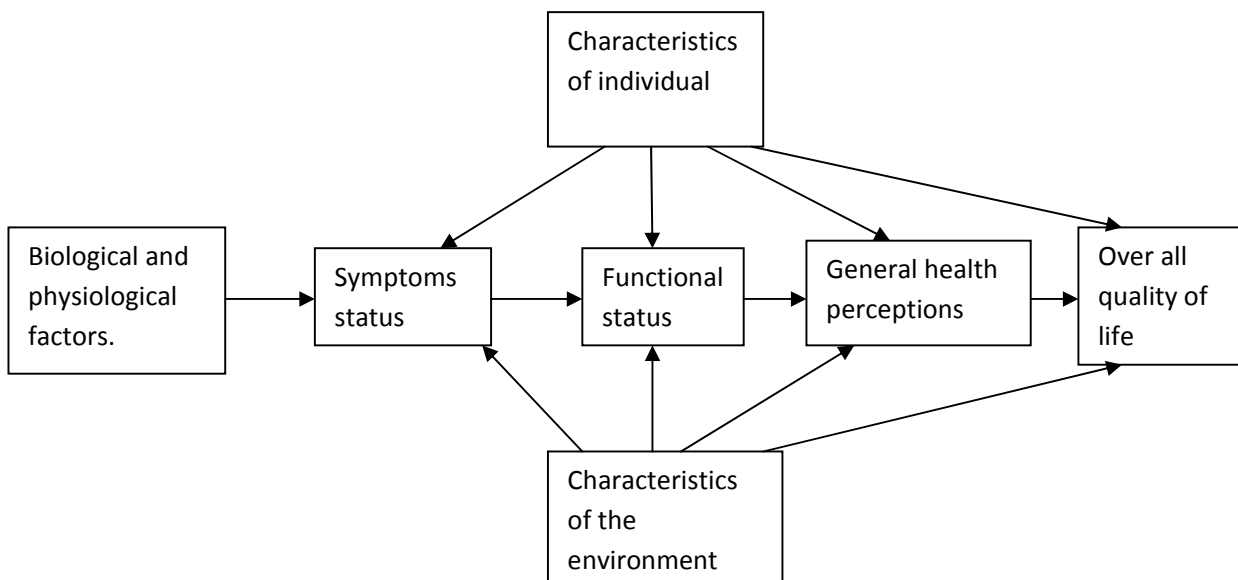 Characteristics
of individual
Biological and
physiological
factors.
Symptoms
status
Functional
status
General health
perceptions
Over all
quality of
life
Characteristics
of the
environment